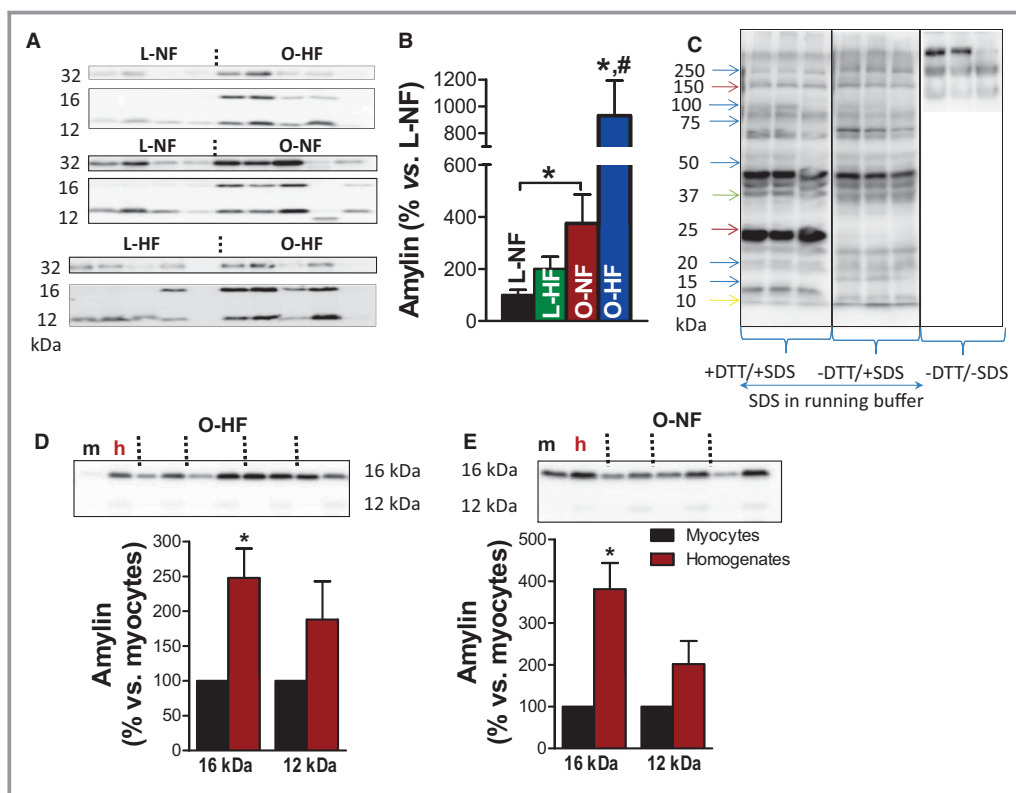 A
L-NF O-HF
32
16
12
L-NF O-NF
32
16
12
L-HF O-HF
32
16
12
kDa
B
Amylin (% vs. L-NF)
1200
1000
800
600
400
200
0
*
*,#
L-NF
L-HF
O-NF
O-HF
C
250
150
100
75
50
37
25
20
15
10
kDa
+DTT/+SDS -DTT/+SDS -DTT/-SDS
SDS in running buffer
D
O-HF
m h
16 kDa
12 kDa
Amylin
(% vs. myocytes)
350
300
250
200
150
100
50
0
*
16 kDa 12 kDa
E
O-NF
m h
16 kDa
12 kDa
Myocytes
Homogenates
Amylin
(% vs. myocytes)
500
400
300
200
100
0
*
16 kDa 12 kDa